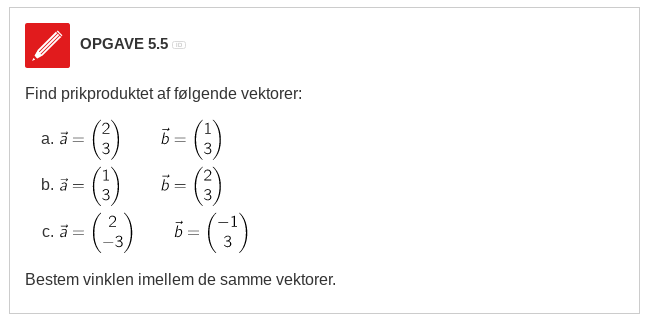 OPGAVE 5.5 ID
Find prikproduktet af følgende vektorer:
a. $\vec{a} = \begin{pmatrix} 2 \\ 3 \end{pmatrix}$ $\vec{b} = \begin{pmatrix} 1 \\ 3 \end{pmatrix}$
b. $\vec{a} = \begin{pmatrix} 1 \\ 3 \end{pmatrix}$ $\vec{b} = \begin{pmatrix} 2 \\ 3 \end{pmatrix}$
c. $\vec{a} = \begin{pmatrix} 2 \\ -3 \end{pmatrix}$ $\vec{b} = \begin{pmatrix} -1 \\ 3 \end{pmatrix}$
Bestem vinklen imellem de samme vektorer.